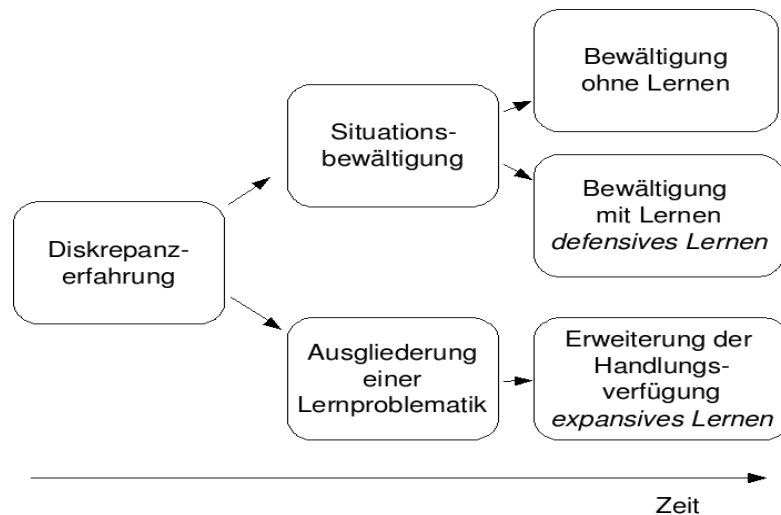 Diskrepanz-
erfahrung
Situations-
bewältigung
Bewältigung
ohne Lernen
Bewältigung
mit Lernen
defensives Lernen
Ausgliederung
einer
Lernproblematik
Erweiterung der
Handlungs-
verfügung
expansives Lernen
Zeit